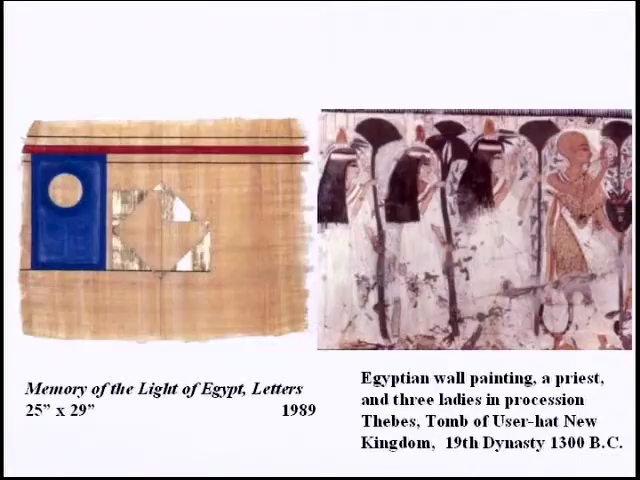 Memory of the Light of Egypt, Letters
25” x 29” 1989
Egyptian wall painting, a priest,
and three ladies in procession
Thebes, Tomb of User-hat New
Kingdom, 19th Dynasty 1300 B.C.